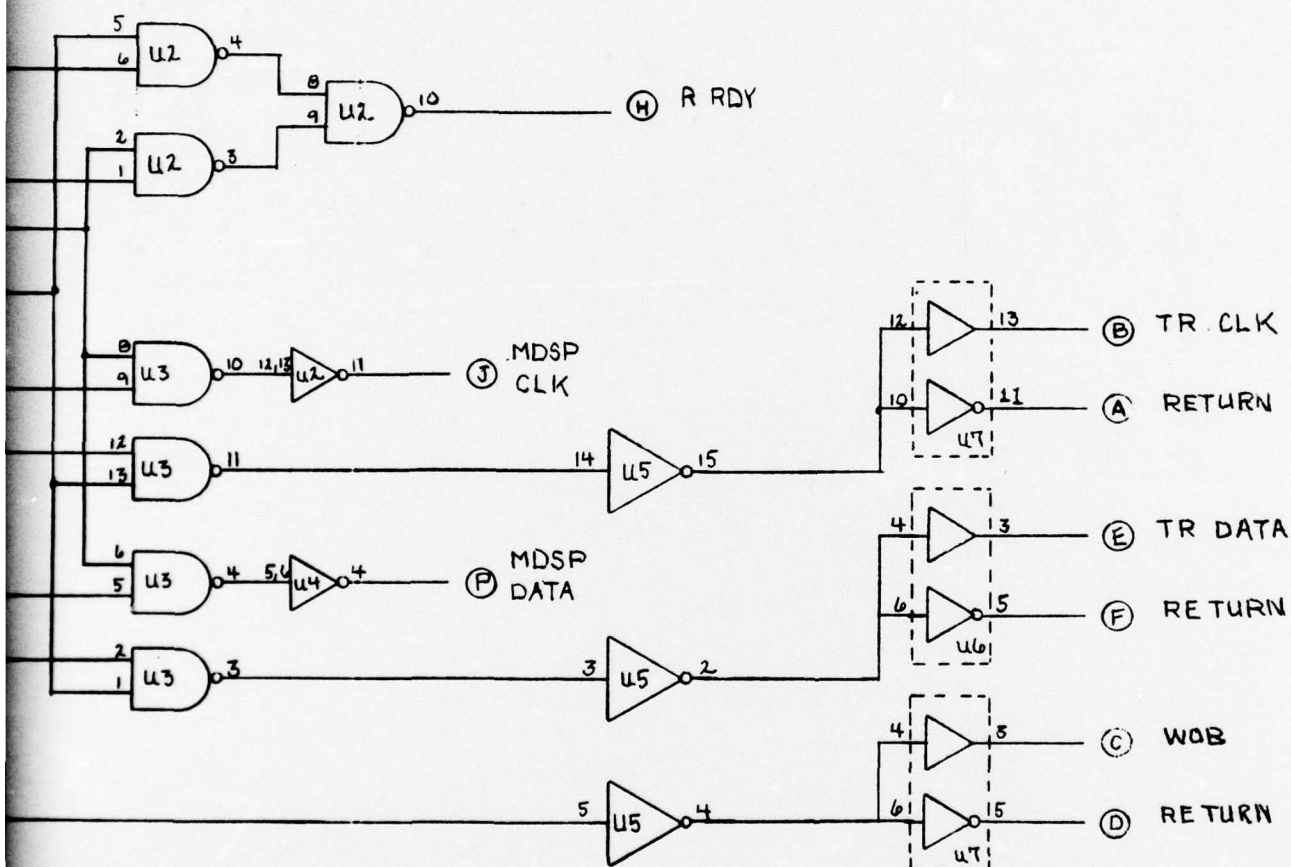 5 U2 4
6
8 U2 10 H R RDY
9
2 U2 3
1
12 13 B TR CLK
8 U3 10 12,13 U2 11 J MDSP
9 CLK
10 11 A RETURN
U7
12 U3 11 14 U5 15
13
4 3 E TR DATA
6 U3 4 5,6 U4 4 P MDSP
5 DATA
6 5 F RETURN
U6
2 U3 3 3 U5 2
1
4 3 C WOB
5 U5 4 6 5 D RETURN
U7